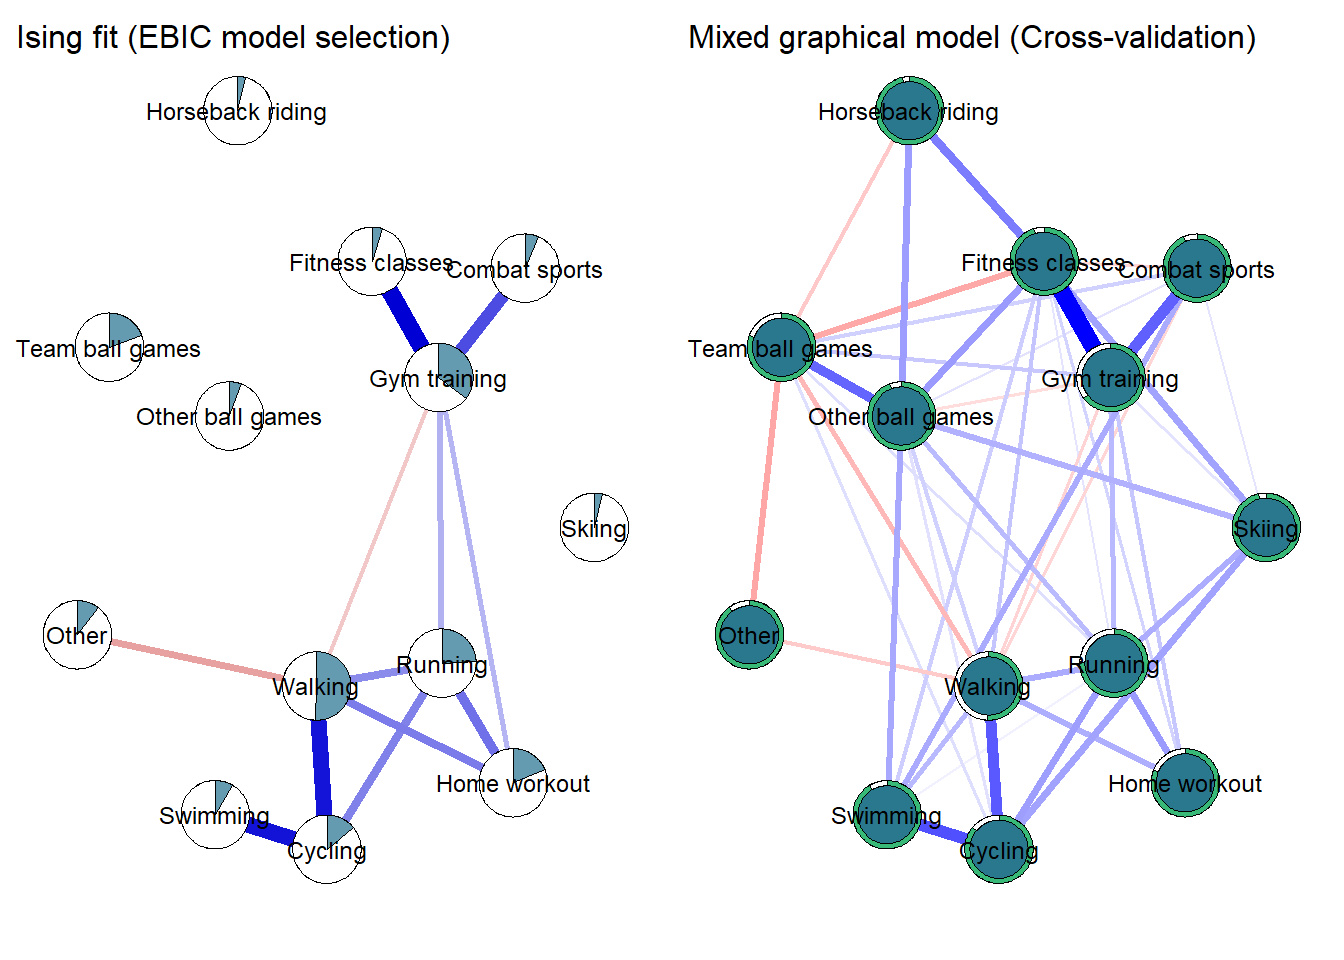 Ising fit (EBIC model selection)
Horseback riding
Fitness classes
Combat sports
Team ball games
Gym training
Other ball games
Skiing
Other
Running
Walking
Home workout
Swimming
Cycling
Mixed graphical model (Cross-validation)
Horseback riding
Fitness classes
Combat sports
Team ball games
Gym training
Other ball games
Skiing
Other
Running
Walking
Home workout
Swimming
Cycling